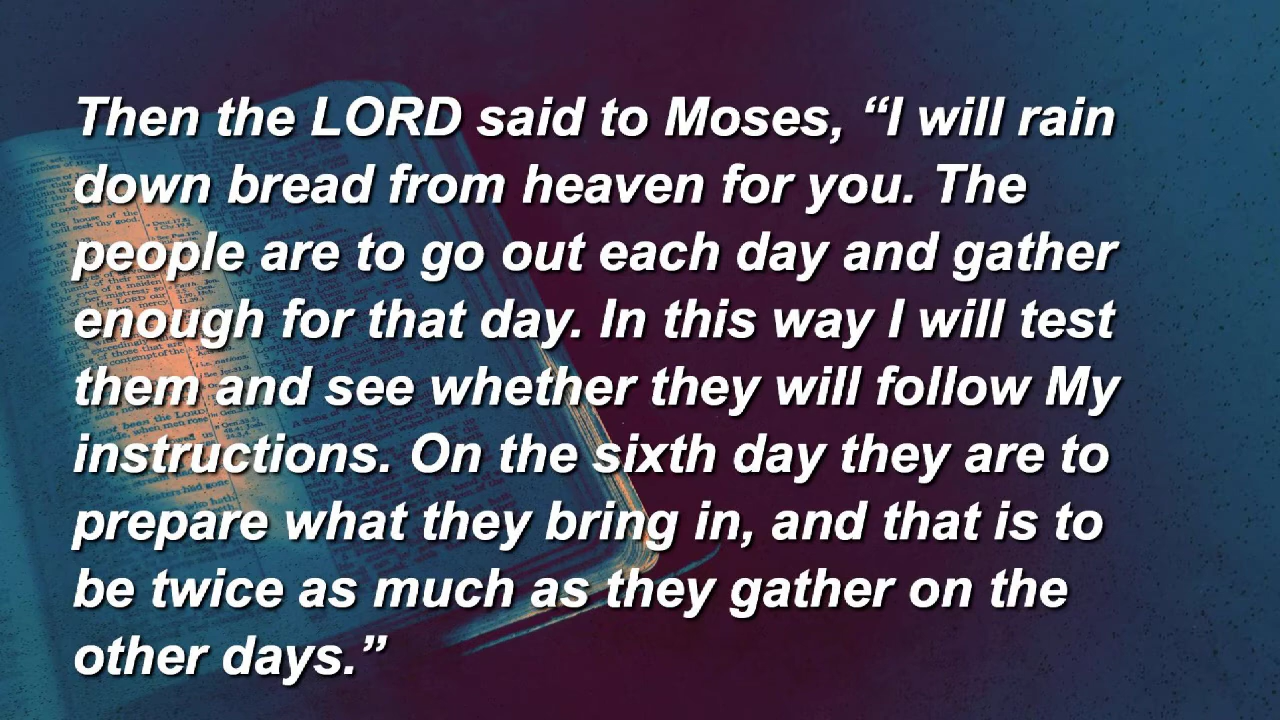 Then the LORD said to Moses, “I will rain
down bread from heaven for you. The
people are to go out each day and gather
enough for that day. In this way I will test
them and see whether they will follow My
instructions. On the sixth day they are to
prepare what they bring in, and that is to
be twice as much as they gather on the
other days.”